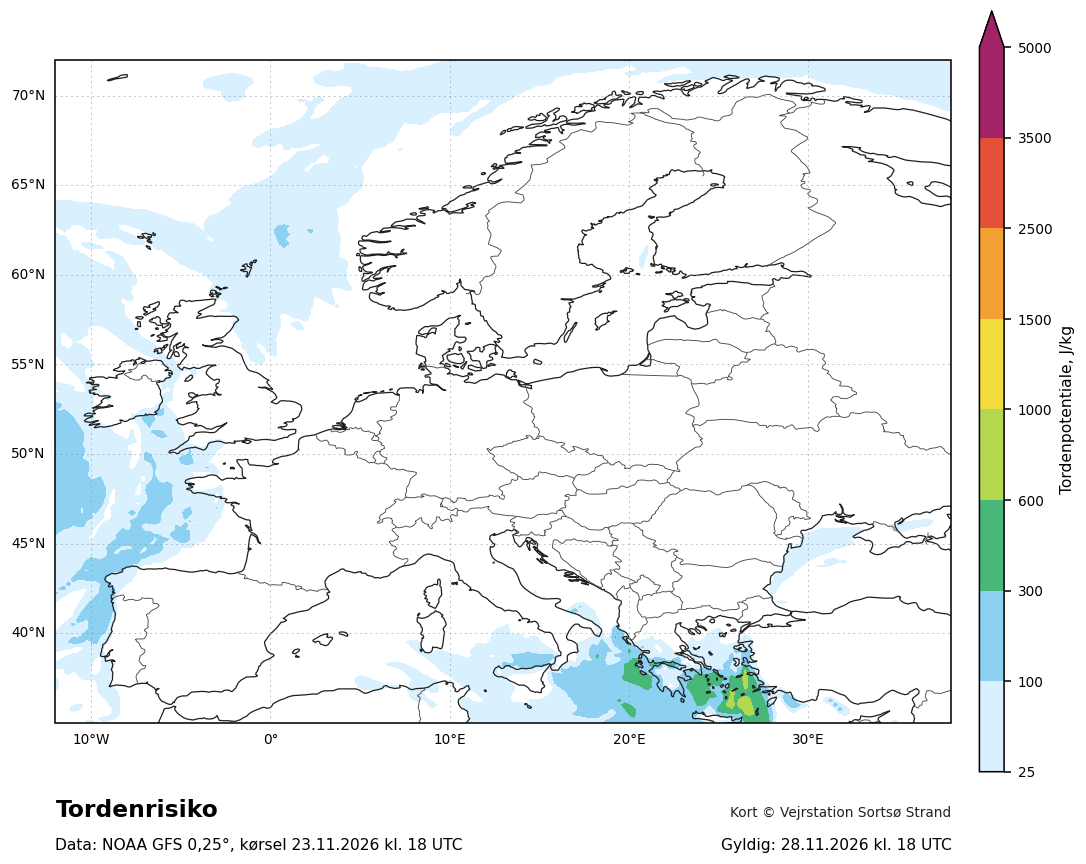 5000
3500
2500
1500
1000
600
300
100
25
Tordenpotentiale, J/kg
70°N
65°N
60°N
55°N
50°N
45°N
40°N
10°W
0°
10°E
20°E
30°E
Tordenrisiko
Kort © Vejrstation Sortsø Strand
Data: NOAA GFS 0,25°, kørsel 23.11.2026 kl. 18 UTC
Gyldig: 28.11.2026 kl. 18 UTC